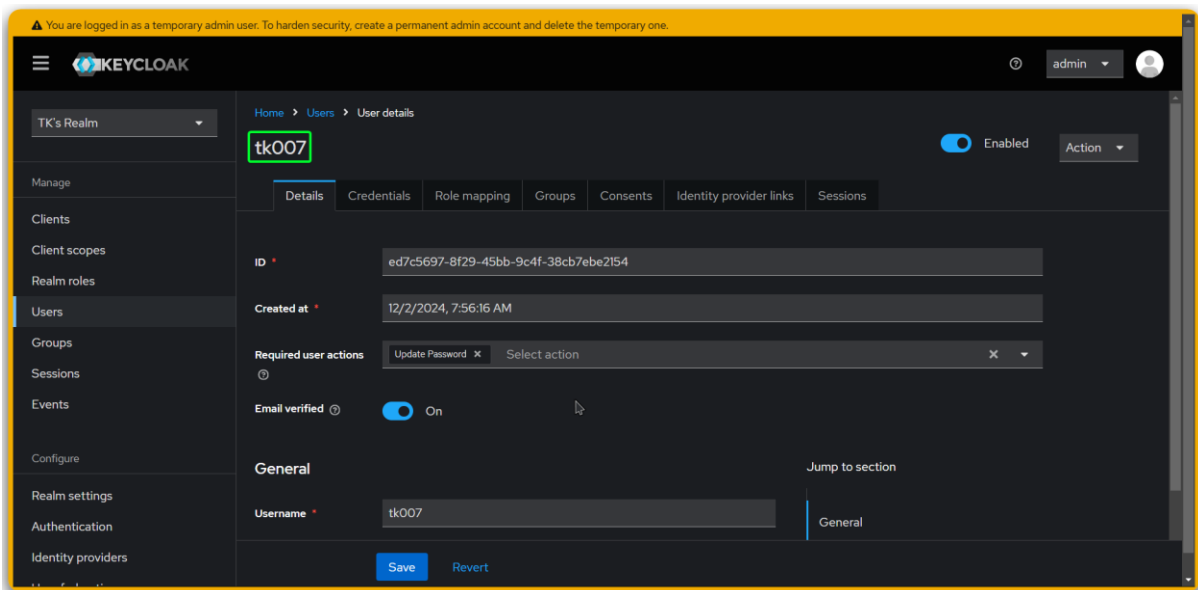 You are logged in as a temporary admin user. To harden security, create a permanent admin account and delete the temporary one.
KEYCLOAK
admin
TK's Realm
Manage
Clients
Client scopes
Realm roles
Users
Groups
Sessions
Events
Configure
Realm settings
Authentication
Identity providers
Home > Users > User details
tk007
Enabled
Action
Details Credentials Role mapping Groups Consents Identity provider links Sessions
ID *
ed7c5697-8f29-45bb-9c4f-38cb7ebe2154
Created at *
12/2/2024, 7:56:16 AM
Required user actions
Update Password × Select action
Email verified
On
General
Username *
tk007
Jump to section
General
Save Revert